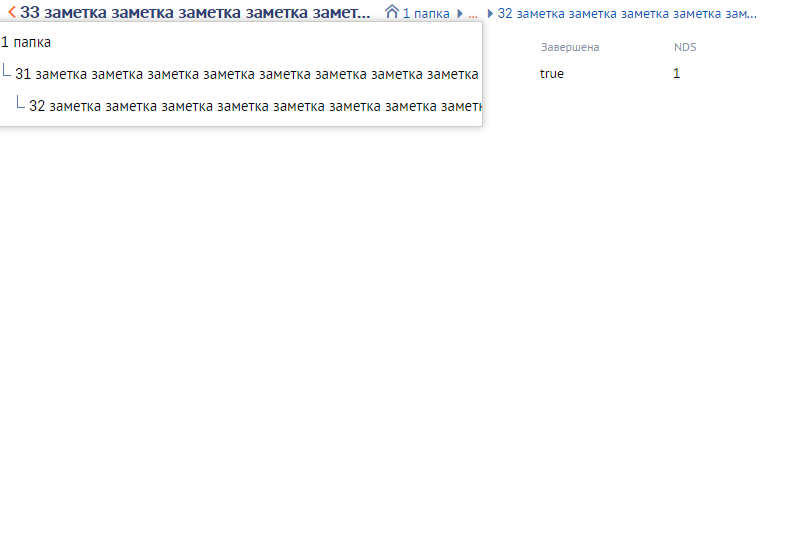 33 заметка заметка заметка заметка замет... 1 папка ... 32 заметка заметка заметка заметка зам...
1 папка
Завершена NDS
31 заметка заметка заметка заметка заметка заметка заметка заметка
true 1
32 заметка заметка заметка заметка заметка заметка заметка